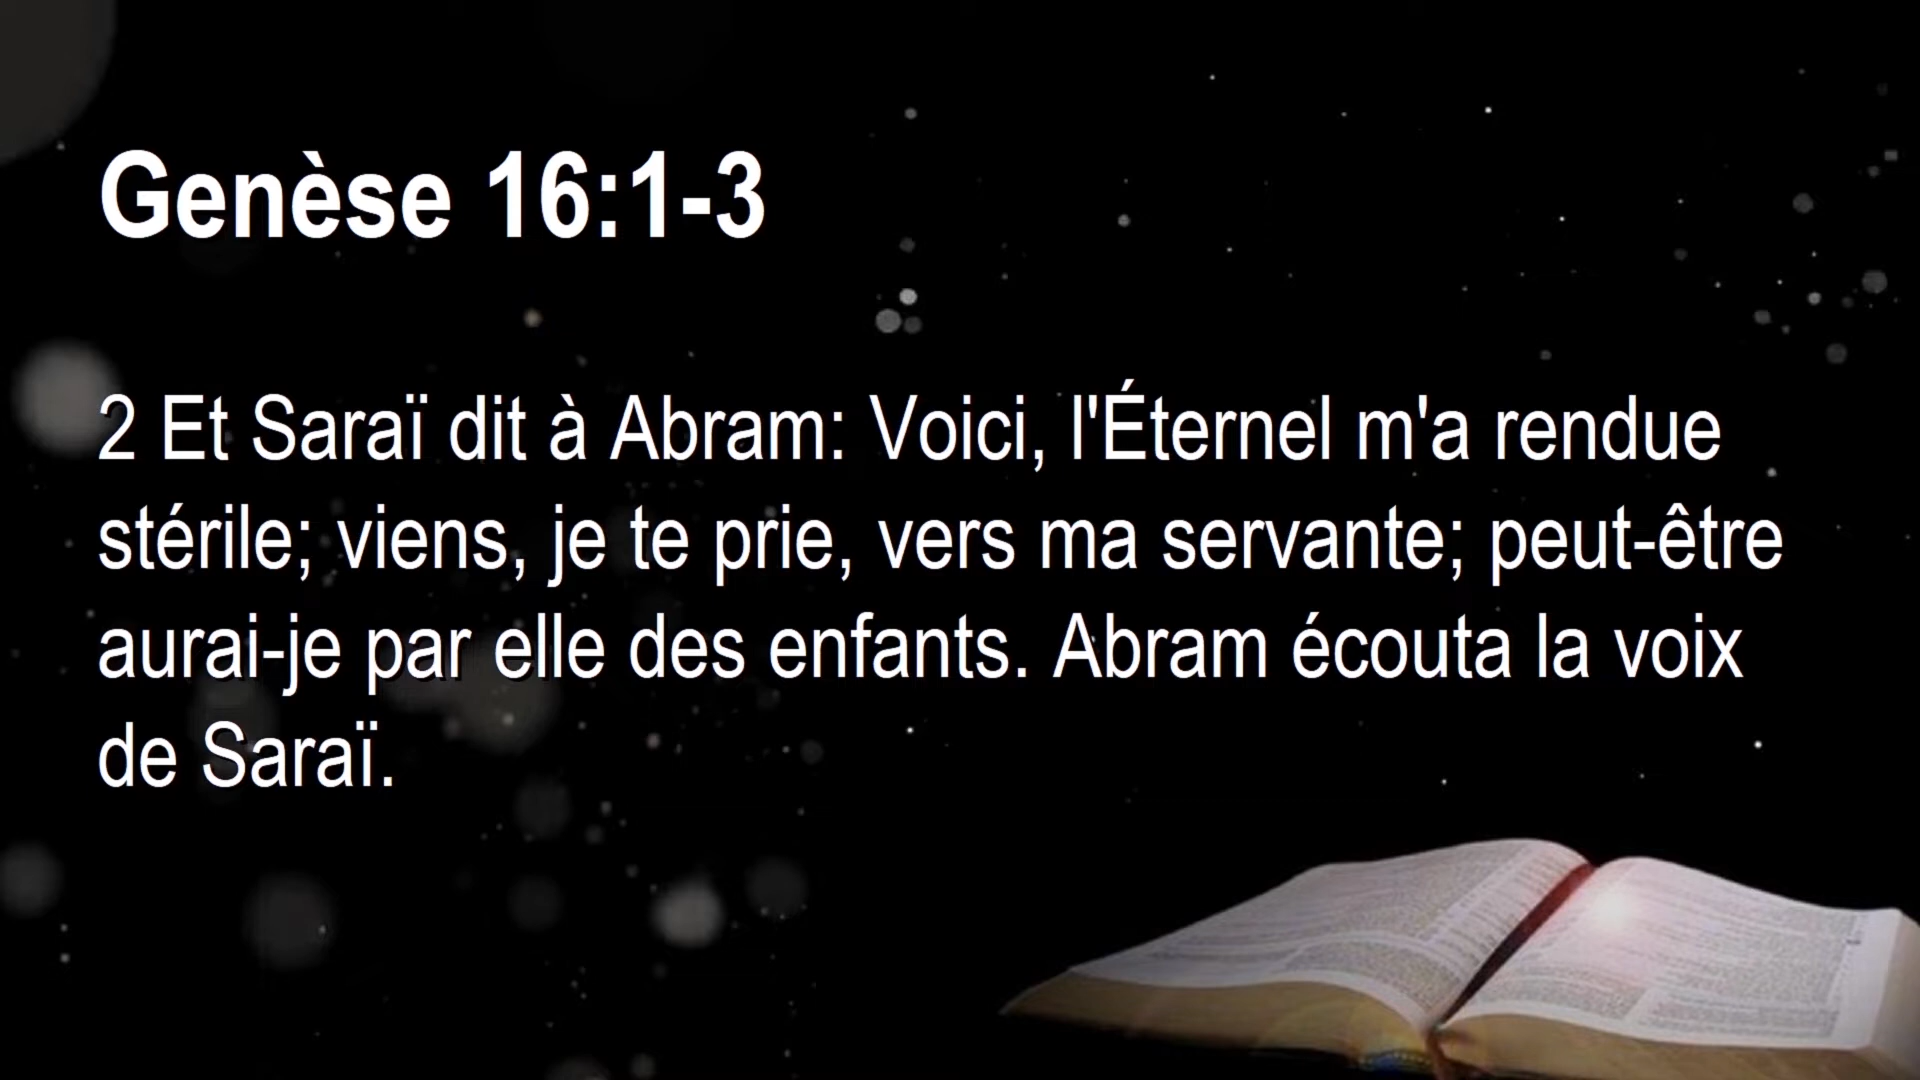 Genèse 16:1-3
2 Et Saraï dit à Abram: Voici, l'Éternel m'a rendue
stérile; viens, je te prie, vers ma servante; peut-être
aurai-je par elle des enfants. Abram écouta la voix
de Saraï.